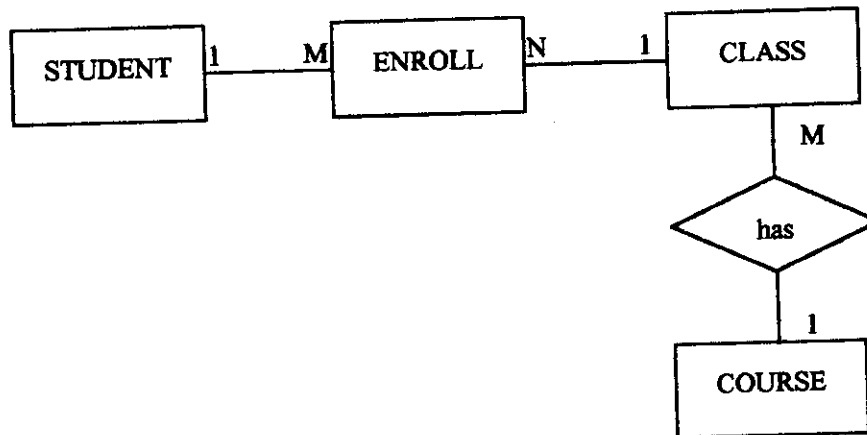 STUDENT 1 M ENROLL N 1 CLASS
M
has
1
COURSE